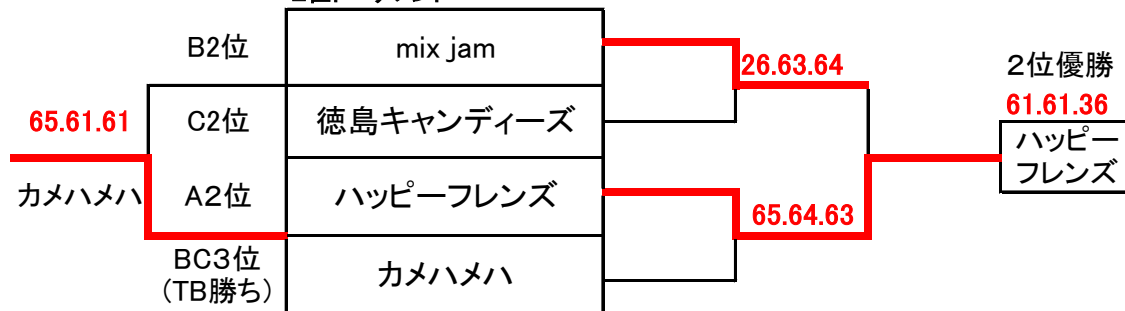 B2位
mix jam
26.63.64
2位優勝
65.61.61
C2位
徳島キャンディーズ
61.61.36
ハッピー
フレンズ
カメハメハ
A2位
ハッピーフレンズ
65.64.63
BC3位
(TB勝ち)
カメハメハ